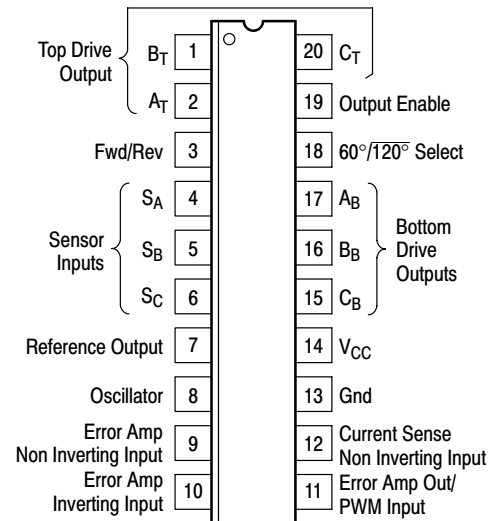 Top Drive
Output
B_T 1
20 C_T
A_T 2
19 Output Enable
Fwd/Rev 3
18 60°/1̅2̅0̅°̅ Select
Sensor
Inputs
S_A 4
17 A_B
S_B 5
16 B_B
S_C 6
15 C_B
Bottom
Drive
Outputs
Reference Output 7
14 V_CC
Oscillator 8
13 Gnd
Error Amp
Non Inverting Input 9
12 Current Sense
Non Inverting Input
Error Amp
Inverting Input 10
11 Error Amp Out/
PWM Input